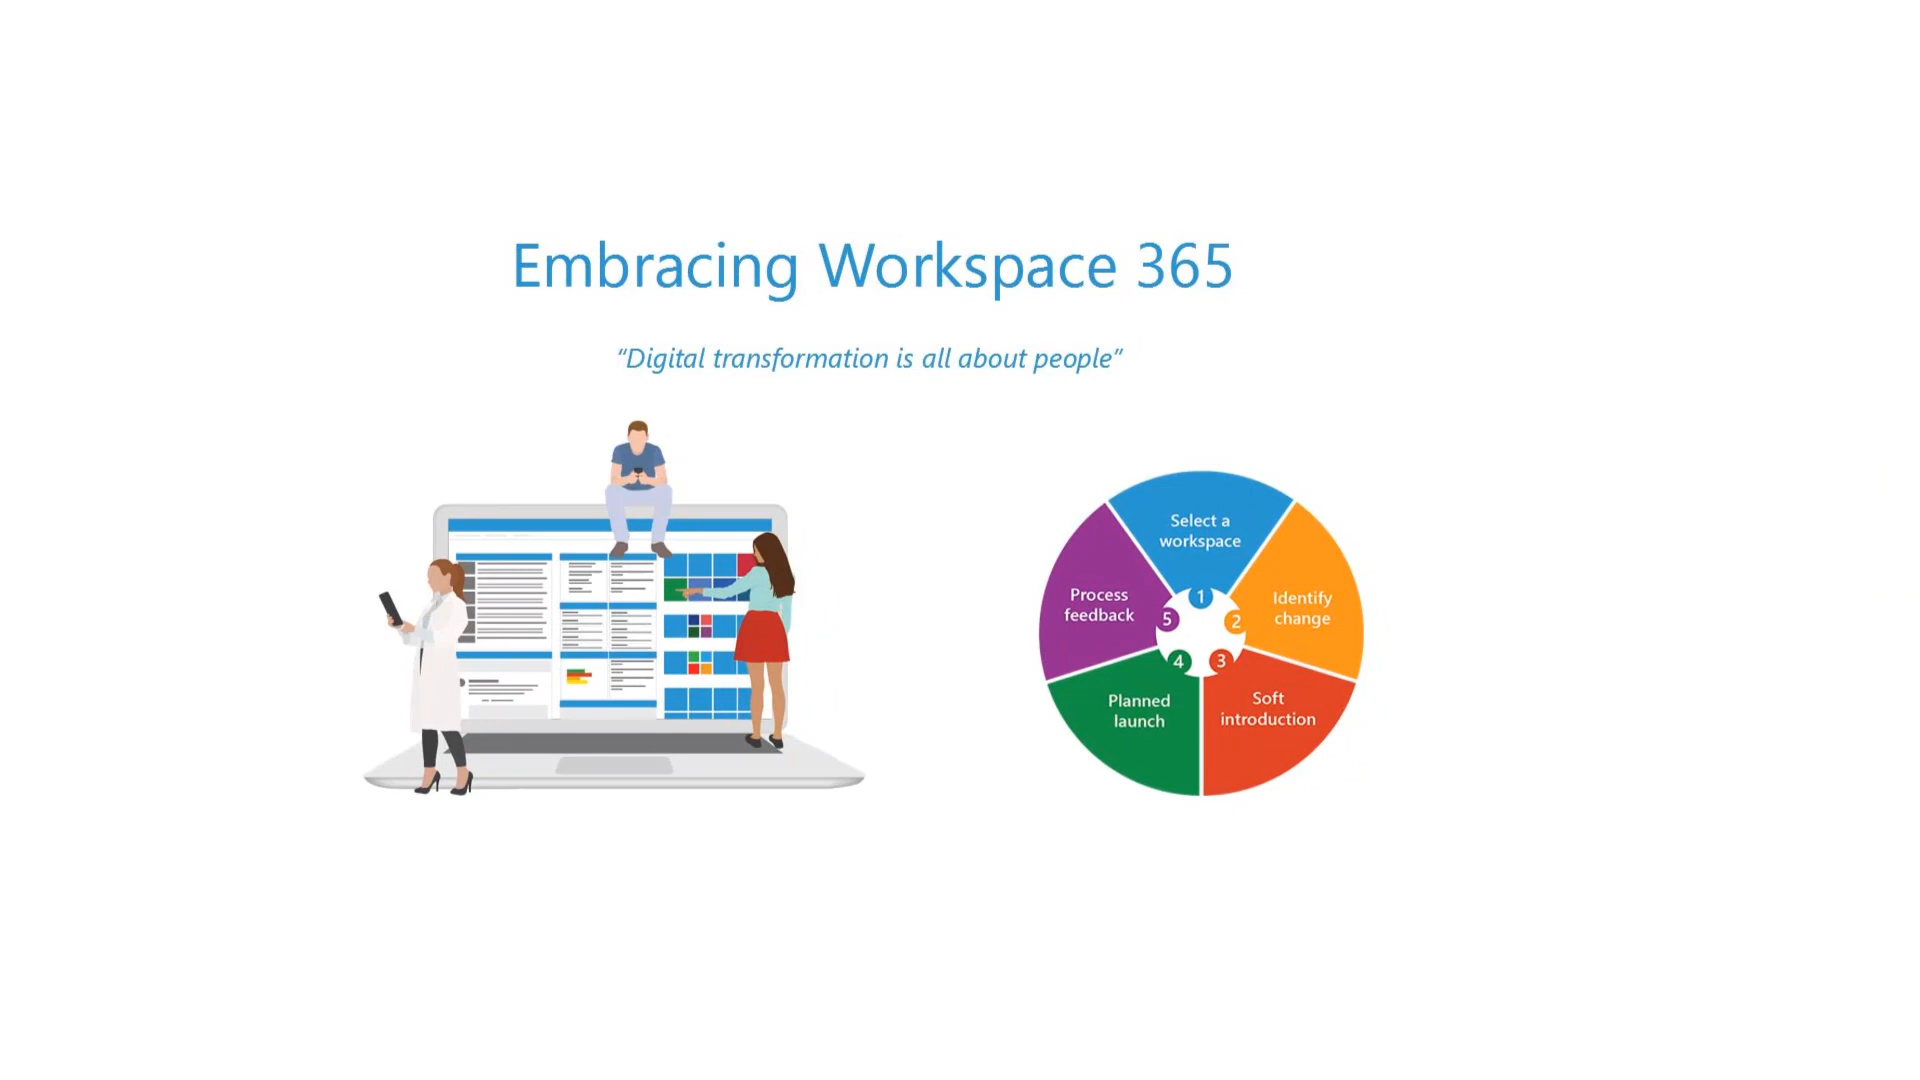 Embracing Workspace 365
“Digital transformation is all about people”
Select a
workspace
1
Identify
change
2
Soft
introduction
3
Planned
launch
4
Process
feedback
5